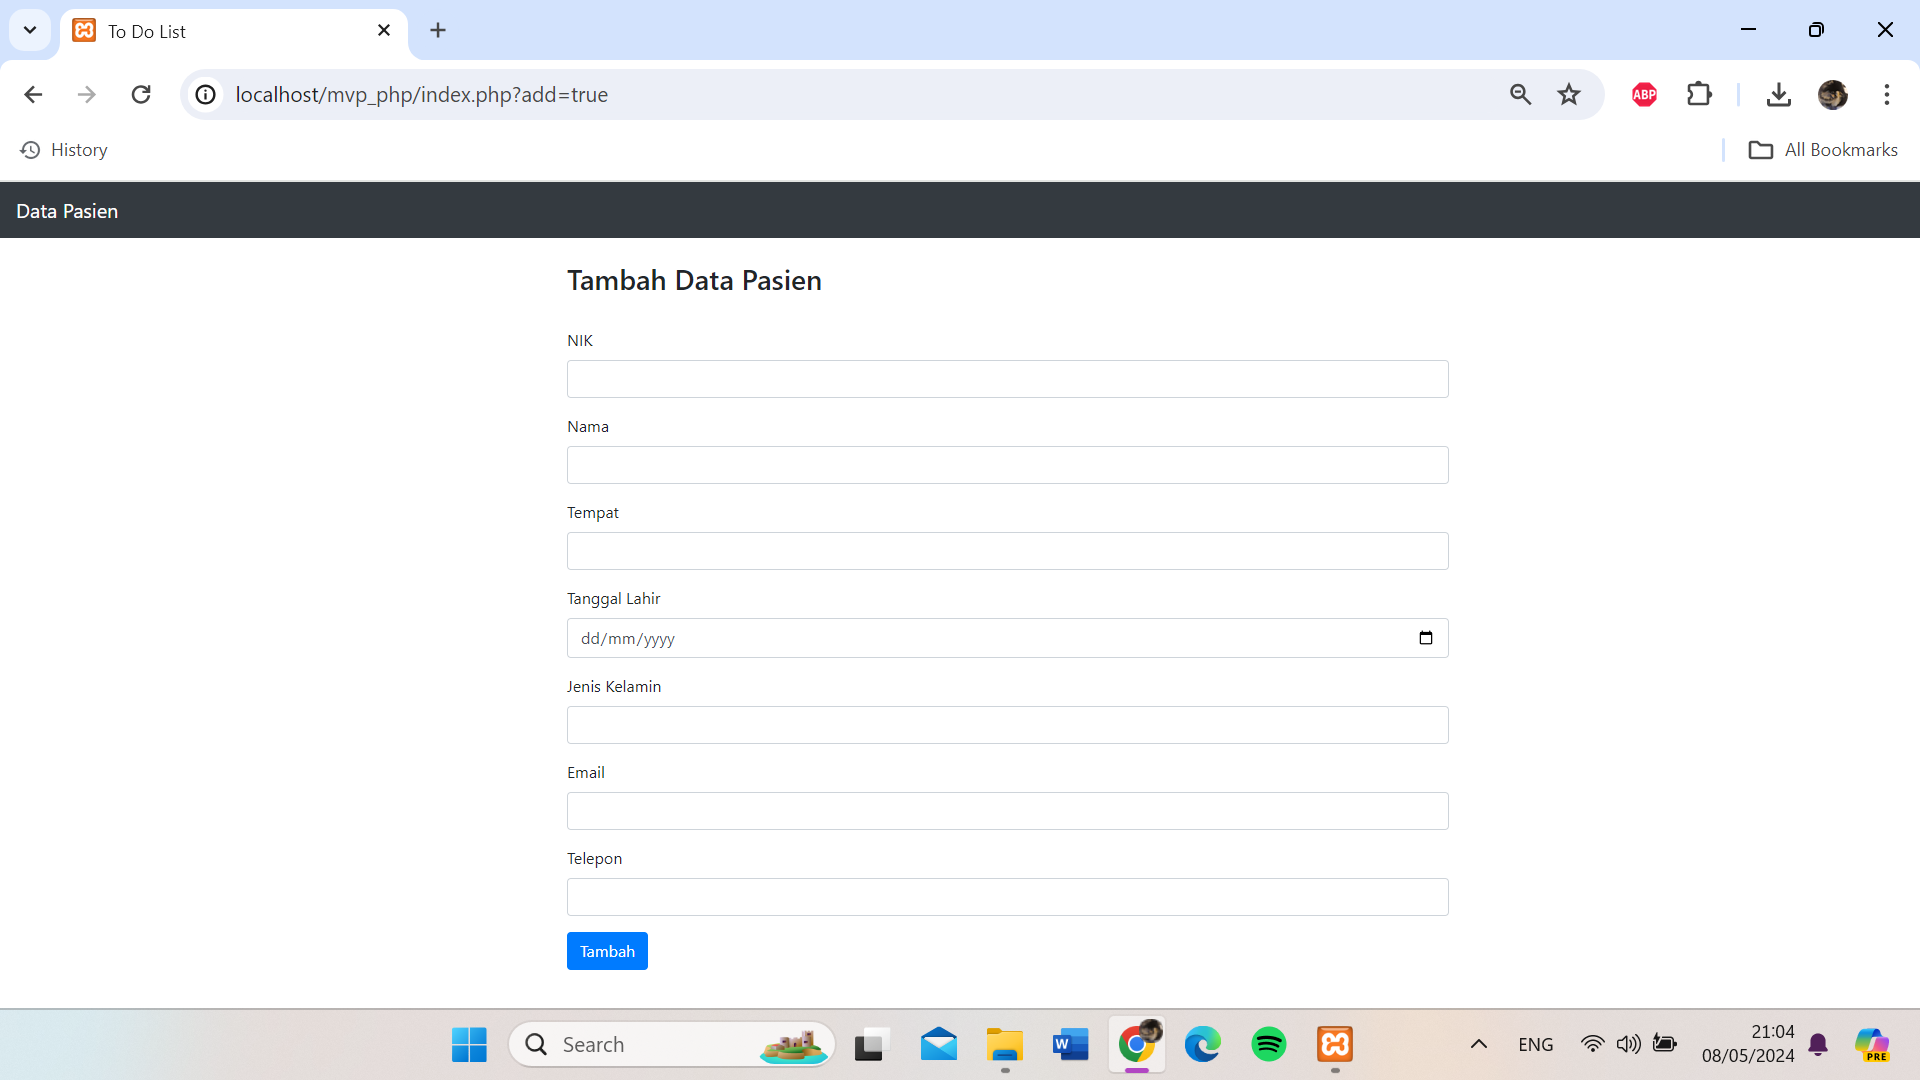 To Do List
localhost/mvp_php/index.php?add=true
ABP
History
All Bookmarks
Data Pasien
Tambah Data Pasien
NIK
Nama
Tempat
Tanggal Lahir
dd/mm/yyyy
Jenis Kelamin
Email
Telepon
Tambah
Search
W
ENG
21:04
08/05/2024
PRE